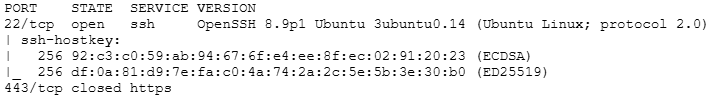 PORT    STATE  SERVICE VERSION
22/tcp  open   ssh     OpenSSH 8.9p1 Ubuntu 3ubuntu0.14 (Ubuntu Linux; protocol 2.0)
| ssh-hostkey:
|   256 92:c3:c0:59:ab:94:67:6f:e4:ee:8f:ec:02:91:20:23 (ECDSA)
|_  256 df:0a:81:d9:7e:fa:c0:4a:74:2a:2c:5e:5b:3e:30:b0 (ED25519)
443/tcp closed https